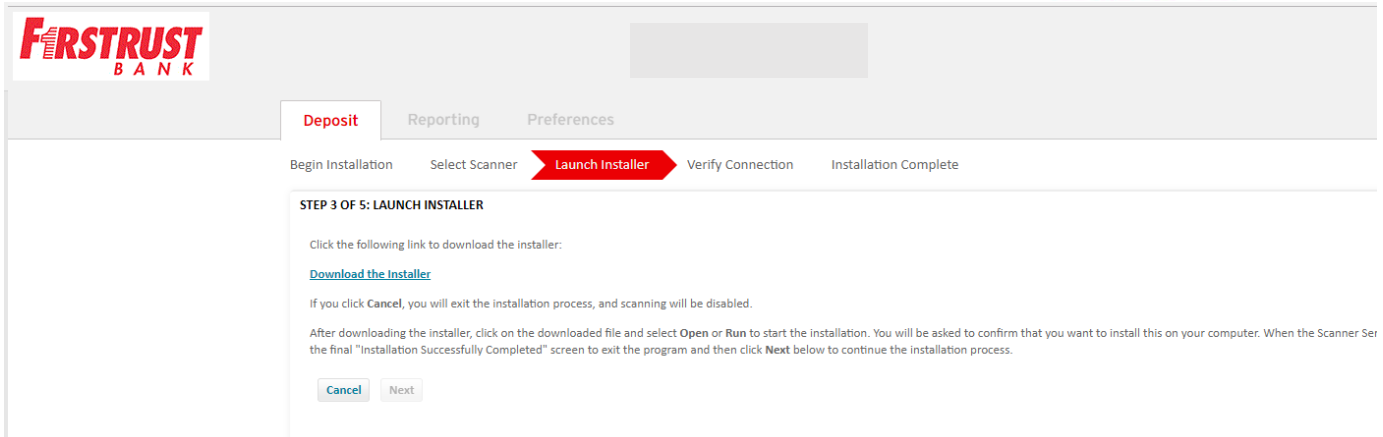 F1RSTRUST
BANK
Deposit Reporting Preferences
Begin Installation Select Scanner Launch Installer Verify Connection Installation Complete
STEP 3 OF 5: LAUNCH INSTALLER
Click the following link to download the installer:
Download the Installer
If you click Cancel, you will exit the installation process, and scanning will be disabled.
After downloading the installer, click on the downloaded file and select Open or Run to start the installation. You will be asked to confirm that you want to install this on your computer. When the Scanner Ser
the final "Installation Successfully Completed" screen to exit the program and then click Next below to continue the installation process.
Cancel Next